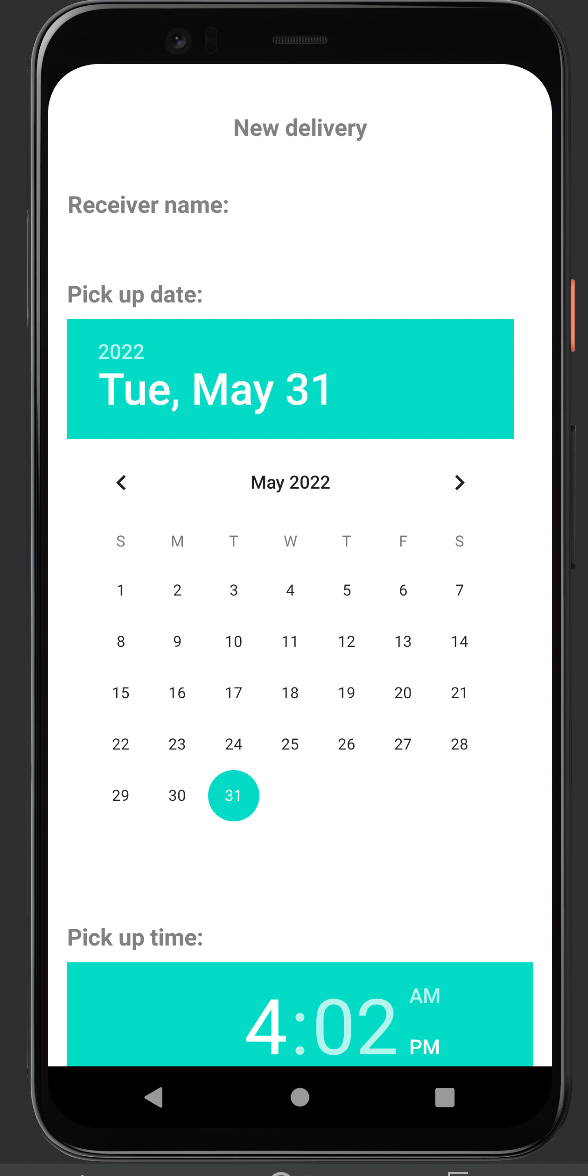 New delivery
Receiver name:
Pick up date:
2022
Tue, May 31
May 2022
S M T W T F S
1 2 3 4 5 6 7
8 9 10 11 12 13 14
15 16 17 18 19 20 21
22 23 24 25 26 27 28
29 30 31
Pick up time:
4:02 AM
PM